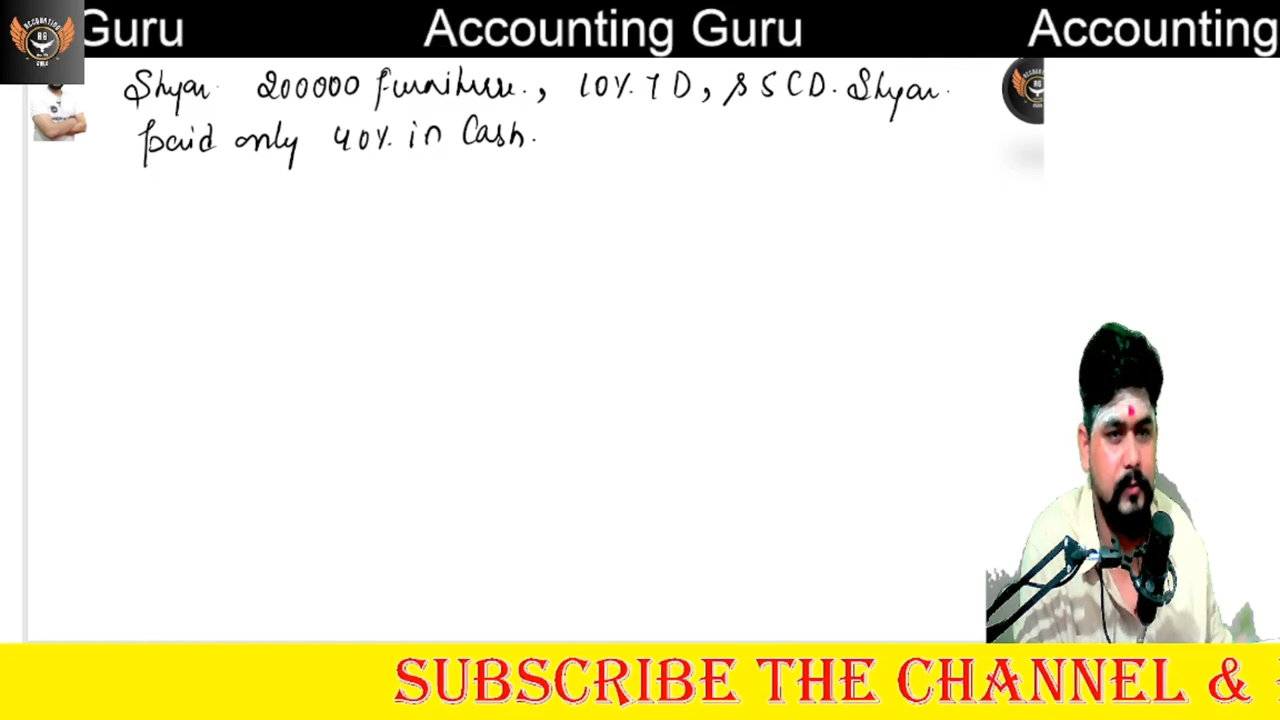 Guru Accounting Guru Accounting
Shyam 200000 furniture., 10% TD, & 5 CD. Shyam.
paid only 40% in Cash.
SUBSCRIBE THE CHANNEL &